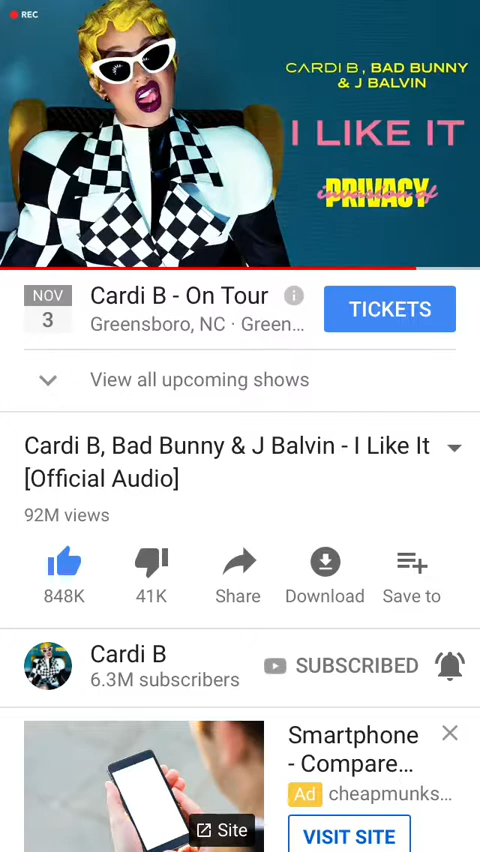 REC
CARDI B, BAD BUNNY
& J BALVIN
I LIKE IT
PRIVACY
invasion of
NOV
3
Cardi B - On Tour
Greensboro, NC · Green...
TICKETS
View all upcoming shows
Cardi B, Bad Bunny & J Balvin - I Like It
[Official Audio]
92M views
848K
41K
Share
Download
Save to
Cardi B
6.3M subscribers
SUBSCRIBED
Smartphone
- Compare...
Ad cheapmunks...
Site
VISIT SITE